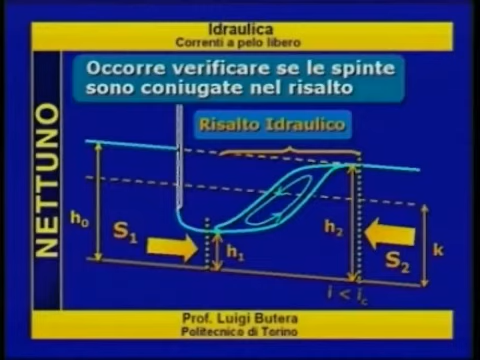 Idraulica
Correnti a pelo libero
NETTUNO
Occorre verificare se le spinte
sono coniugate nel risalto
Risalto Idraulico
h₀
S₁
h₁
h₂
S₂
k
i < i꜀
Prof. Luigi Butera
Politecnico di Torino